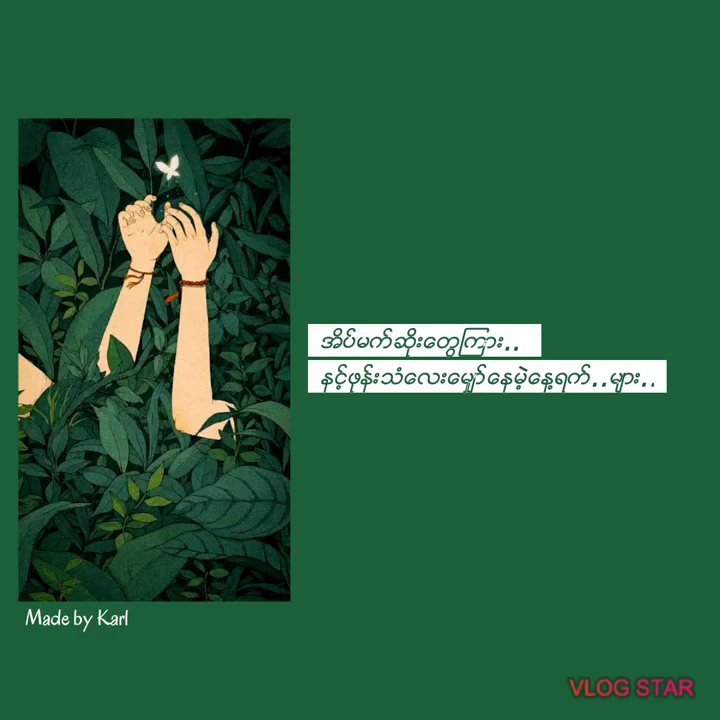 အိပ်မက်ဆိုးတွေကြား..
နင့်ဖုန်းသံလေးမျှော်နေမဲ့နေ့ရက်..များ..
Made by Karl
VLOG STAR